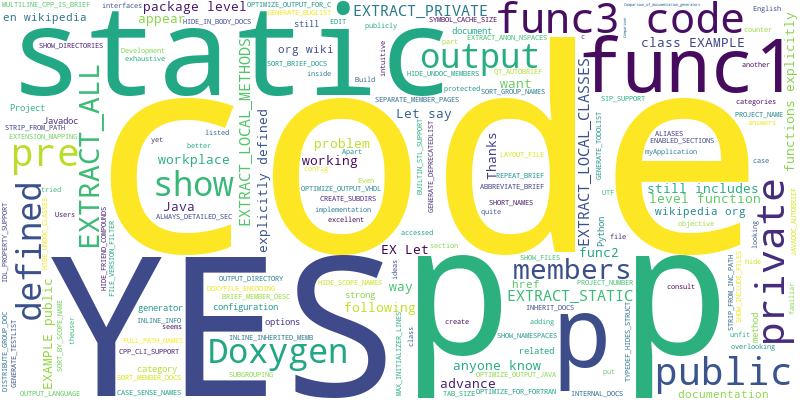 MULTILINE_CPP_IS_BRIEF
interfaces
package level
OPTIMIZE_OUTPUT_FOR_C
EXTRACT_PRIVATE
func3
code
Comparison_of_documentation_generators
English
en wikipedia
appear
HIDE_IN_BODY_DOCS
GENERATE_BUGLIST
still
EDIT
publicly
SYMBOL_CACHE_SIZE
document
counter
SHOW_DIRECTORIES
static
Development
exhaustive
org wiki
SORT_BRIEF_DOCS
inside
intuitive
part
EXTRACT_ANON_NSPACES
output
class EXAMPLE
func1
another
Build
HIDE_UNDOC_MEMBERS
QT_AUTOBRIEF
want
protected
SORT_GROUP_NAMES
categories
SEPARATE_MEMBER_PAGES
SIP_SUPPORT
Project
EXTRACT_ALL
EXTRACT_LOCAL_METHODS
code
Let say
PROJECT_NAME
functions explicitly
Javadoc
STRIP_FROM_PATH
EXTENSION_MAPPING
answers
yet
listed
better
problem
Thanks
ALIASES
ENABLED_SECTIONS
myApplication
case
pre
workplace
Apart
working
LAYOUT_FILE
EXTRACT_LOCAL_CLASSES
GENERATE_TODOLIST
tried
show
config
Even
REPEAT_BRIEF
still includes
UTF
Users
Java
OPTIMIZE_OUTPUT_VHDL
CREATE_SUBDIRS
BUILTIN_STL_SUPPORT
GENERATE_DEPRECATEDLIST
ABBREVIATE_BRIEF
level function
defined
ALWAYS_DETAILED_SEC
explicitly defined
implementation
SHORT_NAMES
wikipedia org
private
JAVADOC_AUTOBRIEF
excellent
quite
objective
Python
accessed
file
method
looking
IDL_PROPERTY_SUPPORT
HIDE_UNDOC_CLASSES
HIDE_FRIEND_COMPOUNDS
FILE_VERSION_FILTER
EX Let
section
SHOW_FILES
func2
hide
YES
pp
members
OUTPUT_DIRECTORY
HIDE_SCOPE_NAMES
ideas
way
href
PROJECT_NUMBER
consult
DOXYFILE_ENCODING
BRIEF_MEMBER_DESC
strong
EXTRACT_STATIC
STRIP_FROM_INC_PATH
SHOW_INCLUDE_FILES
familiar
generator
configuration
following
INHERIT_DOCS
DISTRIBUTE_GROUP_DOC
GENERATE_TESTLIST
EXAMPLE public
SORT_BY_SCOPE_NAME
theuser
INLINE_INFO
seems
options
MAX_INITIALIZER_LINES
class
create
adding
p
TYPEDEF_HIDES_STRUCT
unfit
FULL_PATH_NAMES
INLINE_INHERITED_MEMB
SHOW_NAMESPACES
overlooking
CPP_CLI_SUPPORT
Doxygen
related
category
anyone know
public
SORT_MEMBER_DOCS
SUBGROUPING
OPTIMIZE_OUTPUT_JAVA
put
advance
OUTPUT_LANGUAGE
CASE_SENSE_NAMES
TAB_SIZE
OPTIMIZE_FOR_FORTRAN
INTERNAL_DOCS
documentation